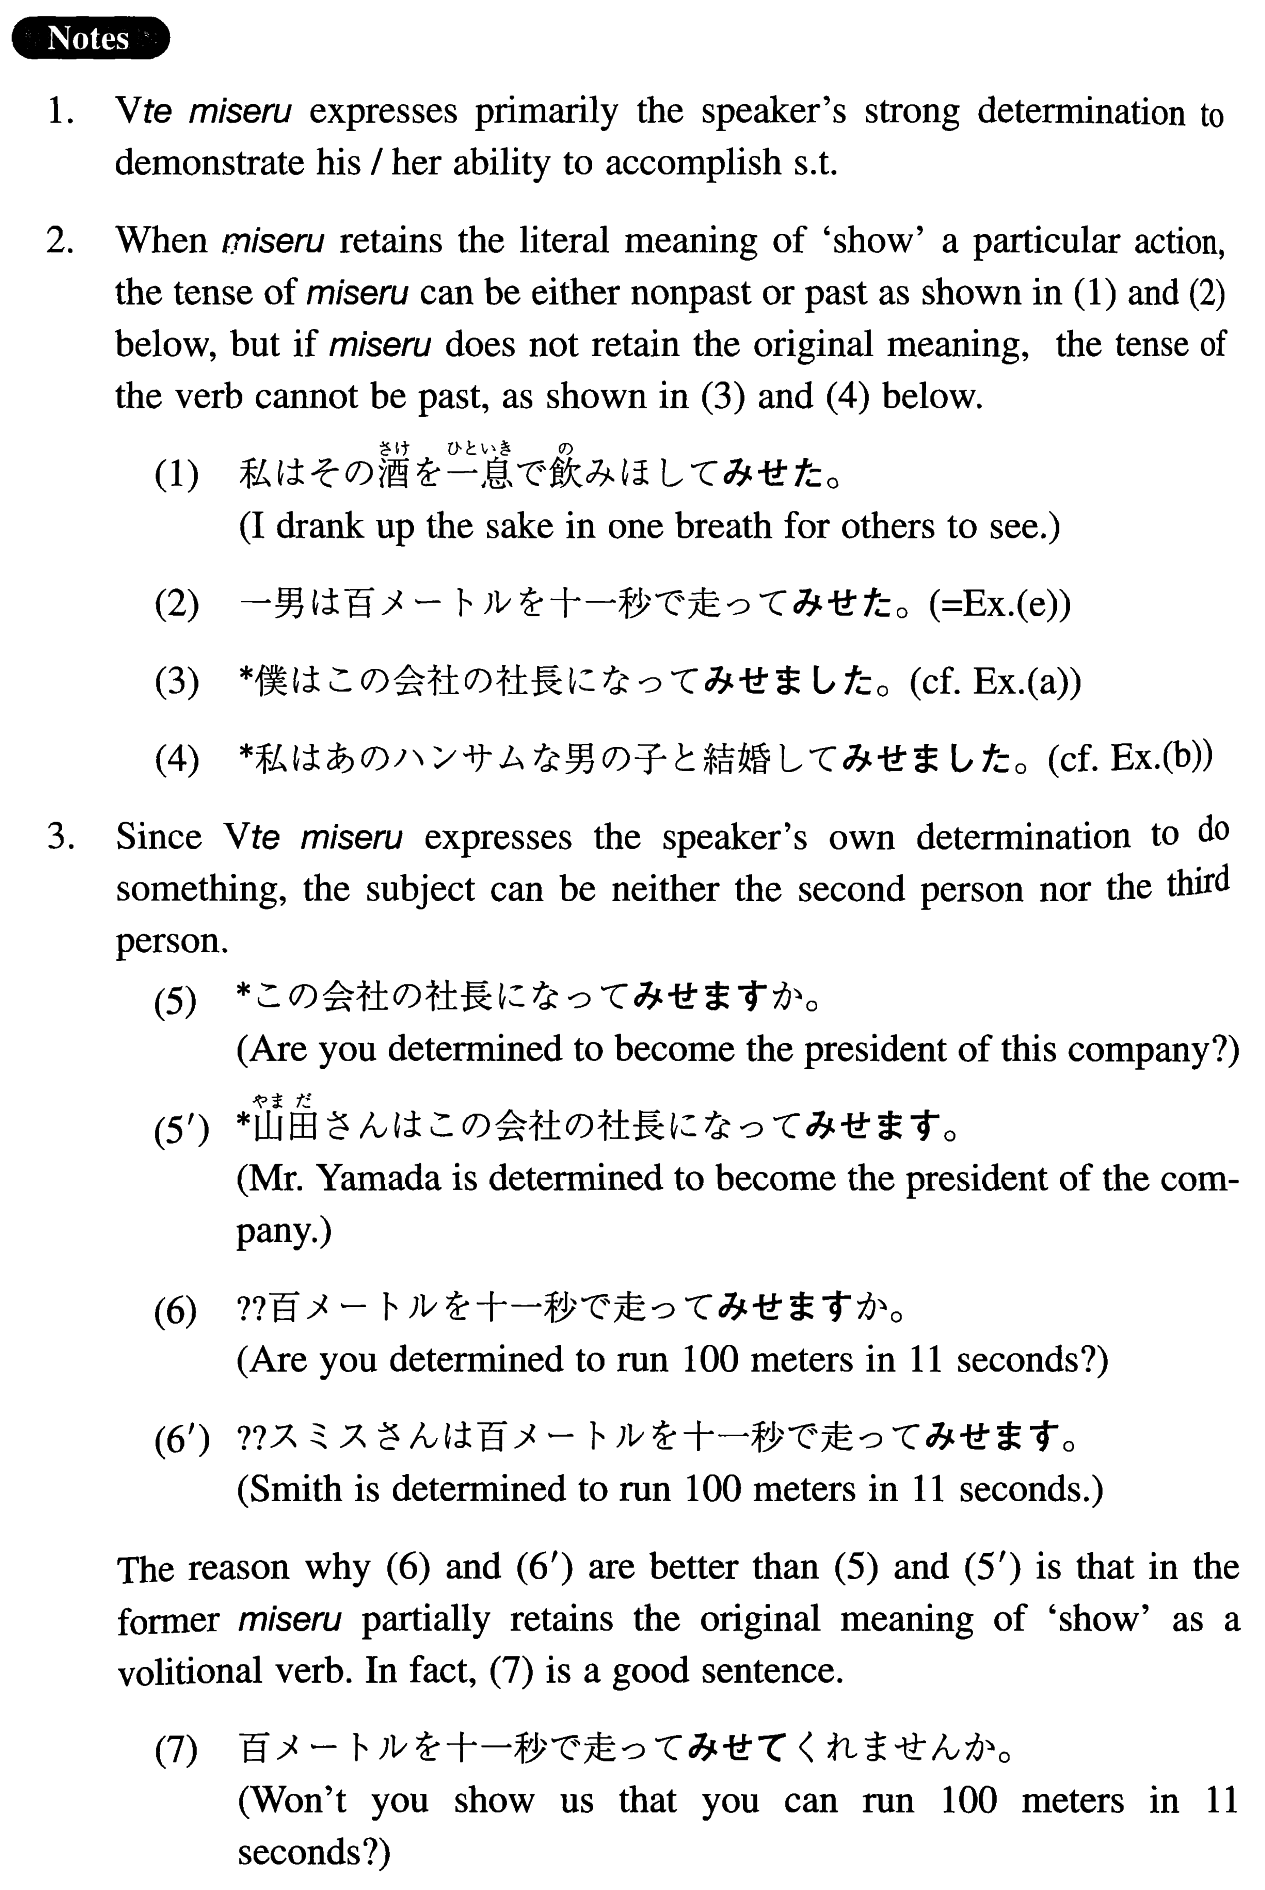 Notes
1. Vte miseru expresses primarily the speaker's strong determination to
demonstrate his / her ability to accomplish s.t.
2. When miseru retains the literal meaning of ‘show’ a particular action,
the tense of miseru can be either nonpast or past as shown in (1) and (2)
below, but if miseru does not retain the original meaning, the tense of
the verb cannot be past, as shown in (3) and (4) below.
さけ ひといき の
(1) 私はその酒を一息で飲みほしてみせた。
(I drank up the sake in one breath for others to see.)
(2) 一男は百メートルを十一秒で走ってみせた。(=Ex.(e))
(3) *僕はこの会社の社長になってみせました。(cf. Ex.(a))
(4) *私はあのハンサムな男の子と結婚してみせました。(cf. Ex.(b))
3. Since Vte miseru expresses the speaker's own determination to do
something, the subject can be neither the second person nor the third
person.
(5) *この会社の社長になってみせますか。
(Are you determined to become the president of this company?)
やま だ
(5′) *山田さんはこの会社の社長になってみせます。
(Mr. Yamada is determined to become the president of the com-
pany.)
(6) ??百メートルを十一秒で走ってみせますか。
(Are you determined to run 100 meters in 11 seconds?)
(6′) ??スミスさんは百メートルを十一秒で走ってみせます。
(Smith is determined to run 100 meters in 11 seconds.)
The reason why (6) and (6′) are better than (5) and (5′) is that in the
former miseru partially retains the original meaning of ‘show’ as a
volitional verb. In fact, (7) is a good sentence.
(7) 百メートルを十一秒で走ってみせてくれませんか。
(Won't you show us that you can run 100 meters in 11
seconds?)